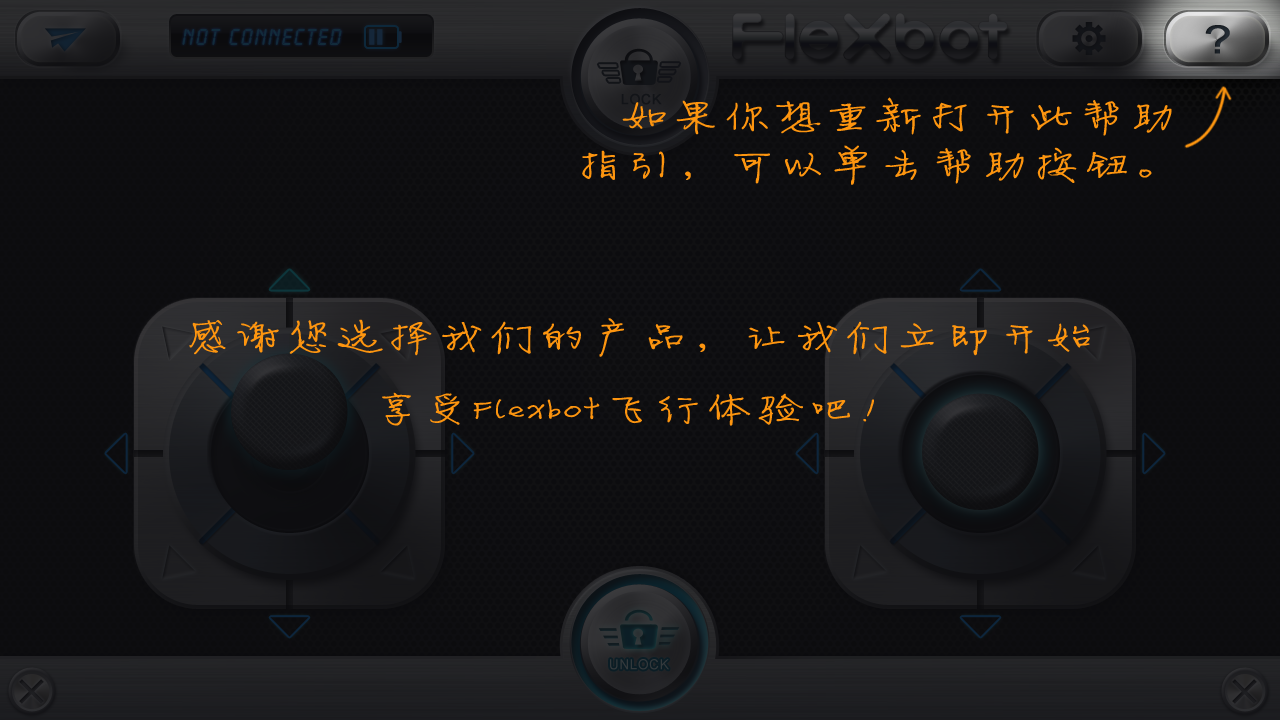 NOT CONNECTED
FleXbot
?
LOCK
如果你想重新打开此帮助
指引，可以单击帮助按钮。
感谢您选择我们的产品，让我们立即开始
享受Flexbot飞行体验吧！
UNLOCK